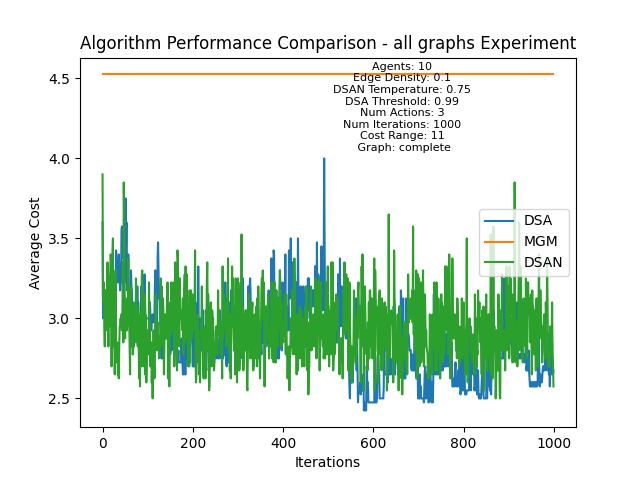 Algorithm Performance Comparison - all graphs Experiment
Agents: 10
Edge Density: 0.1
DSAN Temperature: 0.75
DSA Threshold: 0.99
Num Actions: 3
Num Iterations: 1000
Cost Range: 11
Graph: complete
4.5
4.0
3.5
3.0
2.5
Average Cost
DSA
MGM
DSAN
0 200 400 600 800 1000
Iterations